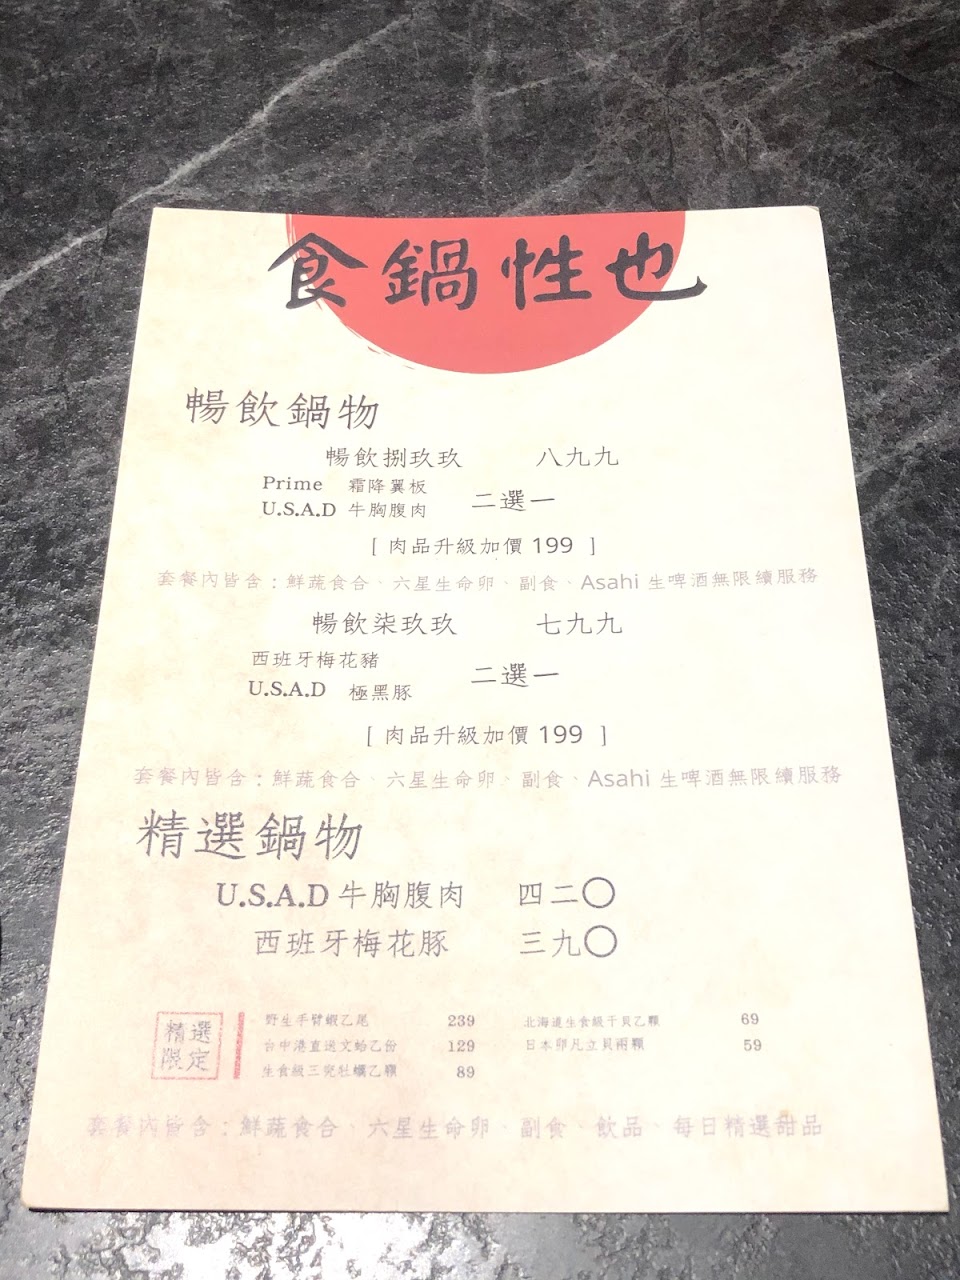 食鍋性也
暢飲鍋物
暢飲捌玖玖 八九九
Prime 霜降翼板
U.S.A.D 牛胸腹肉 二選一
[ 肉品升級加價 199 ]
套餐內皆含：鮮蔬食合、六星生命卵、副食、Asahi 生啤酒無限續服務
暢飲柒玖玖 七九九
西班牙梅花豬
U.S.A.D 極黑豚 二選一
[ 肉品升級加價 199 ]
套餐內皆含：鮮蔬食合、六星生命卵、副食、Asahi 生啤酒無限續服務
精選鍋物
U.S.A.D 牛胸腹肉 四二〇
西班牙梅花豚 三九〇
精選
限定
野生手臂蝦乙尾 239 北海道生食級干貝乙顆 69
台中港直送文蛤乙份 129 日本卵凡立貝兩顆 59
生食級三突牡蠣乙顆 89
套餐內皆含：鮮蔬食合、六星生命卵、副食、飲品、每日精選甜品